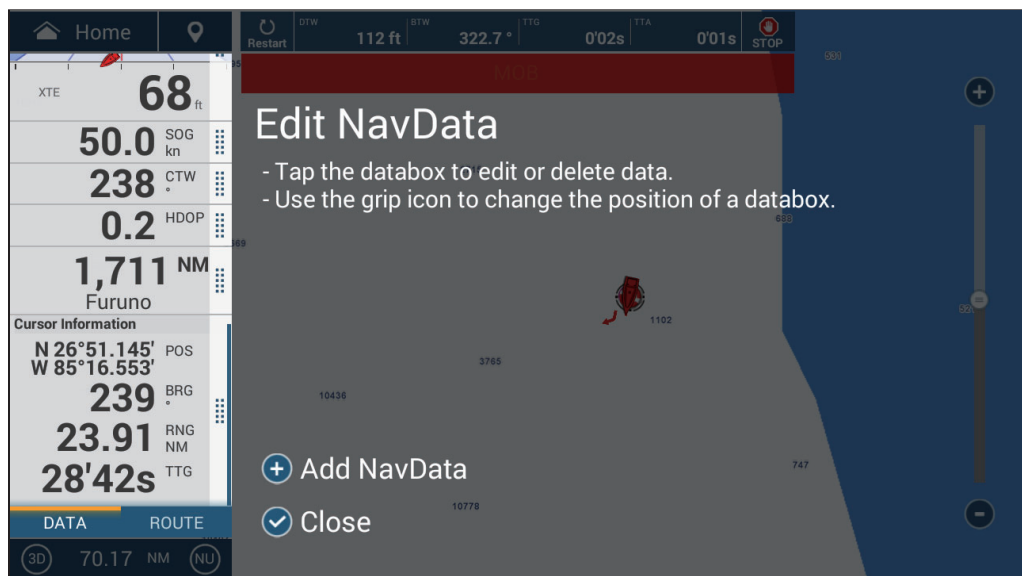 Home
Restart
DTW 112 ft
BTW 322.7 °
TTG 0'02s
TTA 0'01s
STOP
MOB
XTE 68 ft
50.0 SOG kn
238 CTW °
0.2 HDOP
1,711 NM
Furuno
Cursor Information
N 26°51.145' POS
W 85°16.553'
239 BRG °
23.91 RNG NM
28'42s TTG
DATA ROUTE
3D 70.17 NM NU
Edit NavData
- Tap the databox to edit or delete data.
- Use the grip icon to change the position of a databox.
688
1102
3765
10436
747
10778
Add NavData
Close